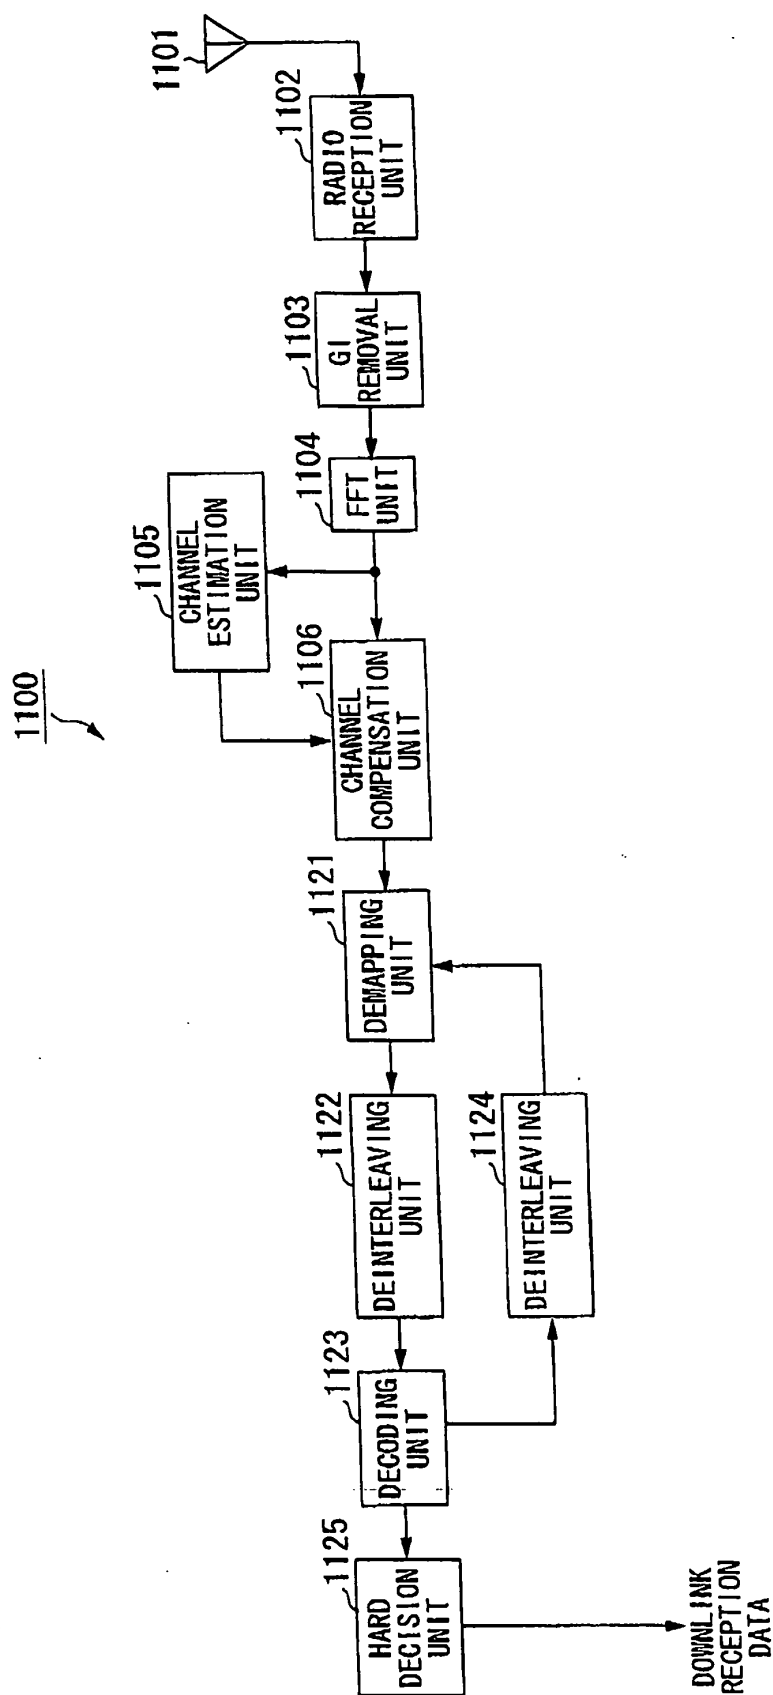 1100
1101
1102
RADIO
RECEPTION
UNIT
1103
GI
REMOVAL
UNIT
1104
FFT
UNIT
1105
CHANNEL
ESTIMATION
UNIT
1106
CHANNEL
COMPENSATION
UNIT
1121
DEMAPPING
UNIT
1122
DEINTERLEAVING
UNIT
1124
DEINTERLEAVING
UNIT
1123
DECODING
UNIT
1125
HARD
DECISION
UNIT
DOWNLINK
RECEPTION
DATA